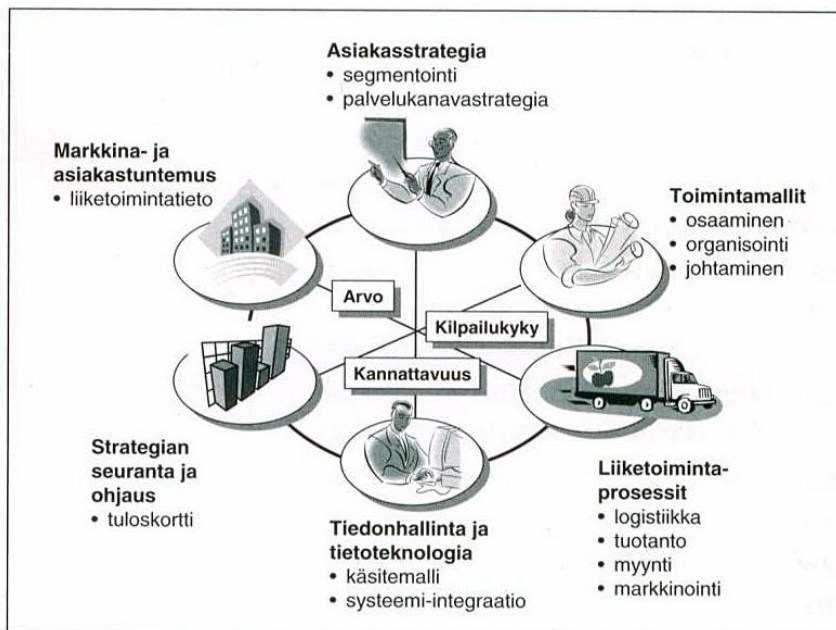 Asiakasstrategia
• segmentointi
• palvelukanavastrategia
Markkina- ja
asiakastuntemus
• liiketoimintatieto
Toimintamallit
• osaaminen
• organisointi
• johtaminen
Arvo
Kilpailukyky
Kannattavuus
Strategian
seuranta ja
ohjaus
• tuloskortti
Tiedonhallinta ja
tietoteknologia
• käsitemalli
• systeemi-integraatio
Liiketoiminta-
prosessit
• logistiikka
• tuotanto
• myynti
• markkinointi